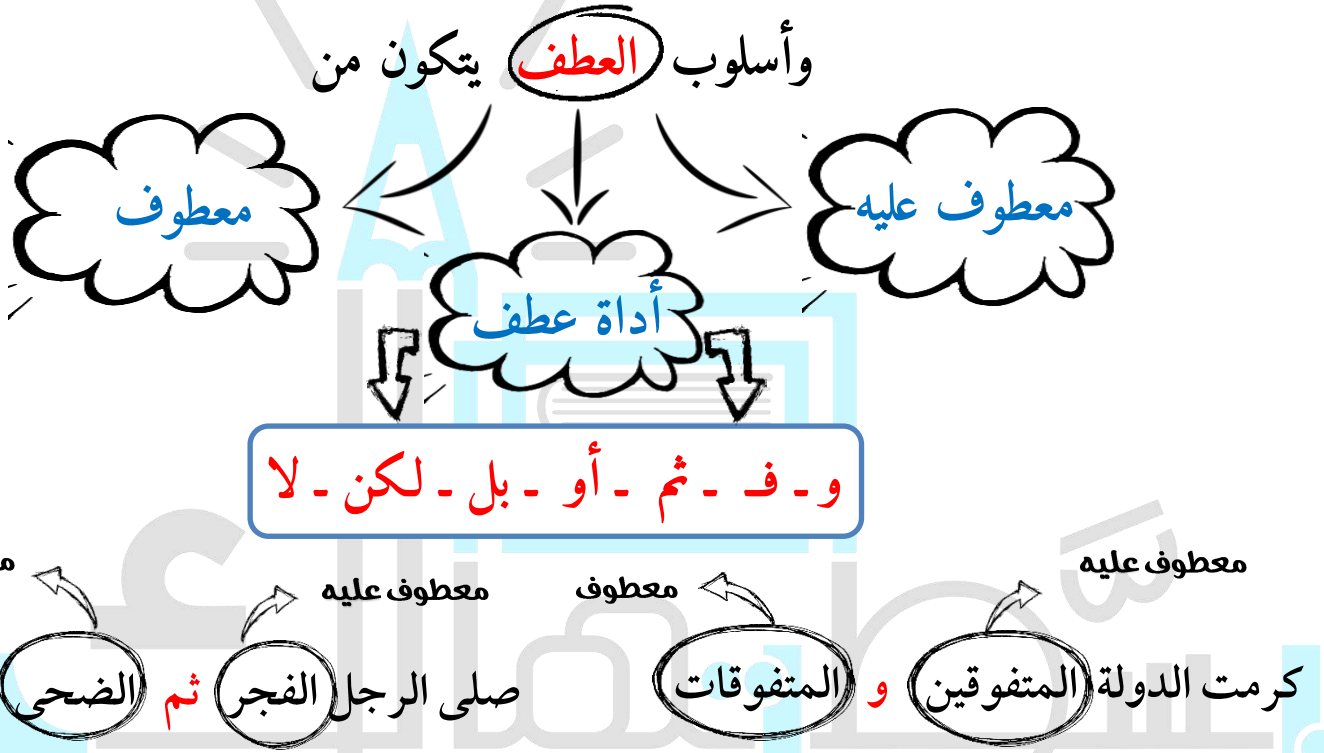 وأسلوب العطف يتكون من
معطوف عليه
معطوف
أداة عطف
و ـ فـ ـ ثم ـ أو ـ بل ـ لكن ـ لا
معطوف عليه
معطوف
معطوف عليه
كرمت الدولة المتفوقين و المتفوقات
صلى الرجل الفجر ثم الضحى